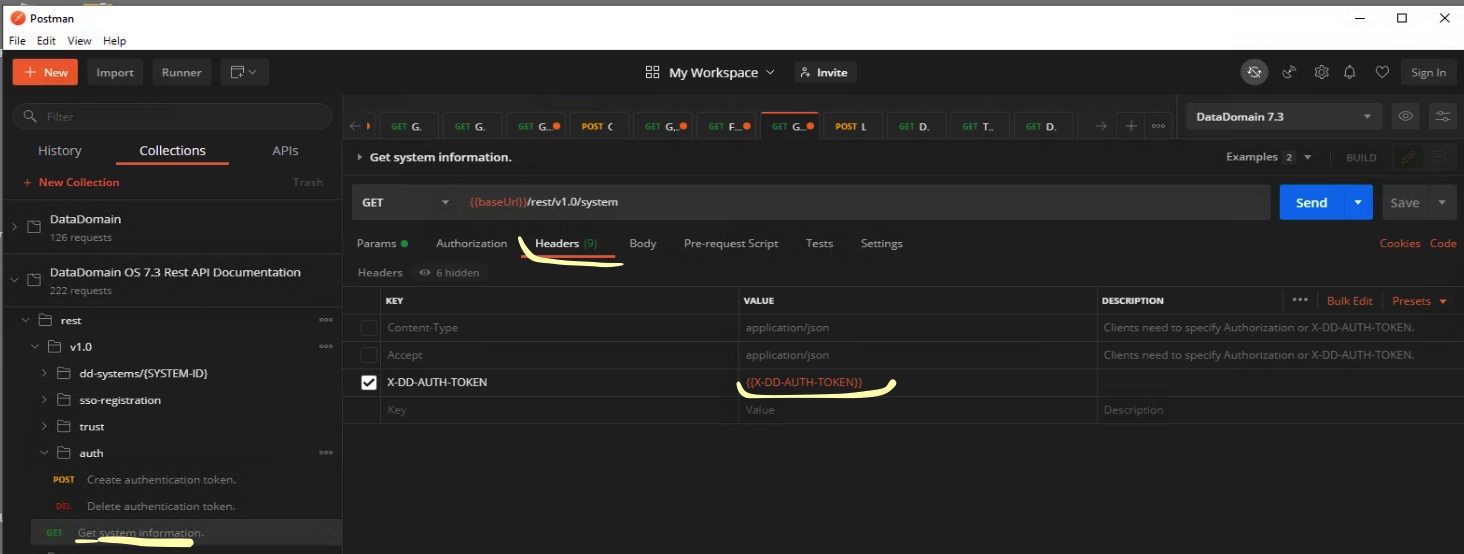 Postman
File Edit View Help
+ New Import Runner My Workspace Invite Sign In
Filter
GET G. GET G. GET G... POST C GET G... GET F... GET G... POST L GET D. GET T.. GET D. DataDomain 7.3
History Collections APIs
+ New Collection Trash
Get system information. Examples 2 BUILD
DataDomain
126 requests
DataDomain OS 7.3 Rest API Documentation
222 requests
rest
v1.0
dd-systems/{SYSTEM-ID}
sso-registration
trust
auth
POST Create authentication token.
DEL Delete authentication token.
GET Get system information.
GET {{baseUrl}}/rest/v1.0/system Send Save
Params Authorization Headers (9) Body Pre-request Script Tests Settings Cookies Code
Headers 6 hidden
KEY VALUE DESCRIPTION Bulk Edit Presets
Content-Type application/json Clients need to specify Authorization or X-DD-AUTH-TOKEN.
Accept application/json Clients need to specify Authorization or X-DD-AUTH-TOKEN.
X-DD-AUTH-TOKEN {{X-DD-AUTH-TOKEN}}
Key Value Description